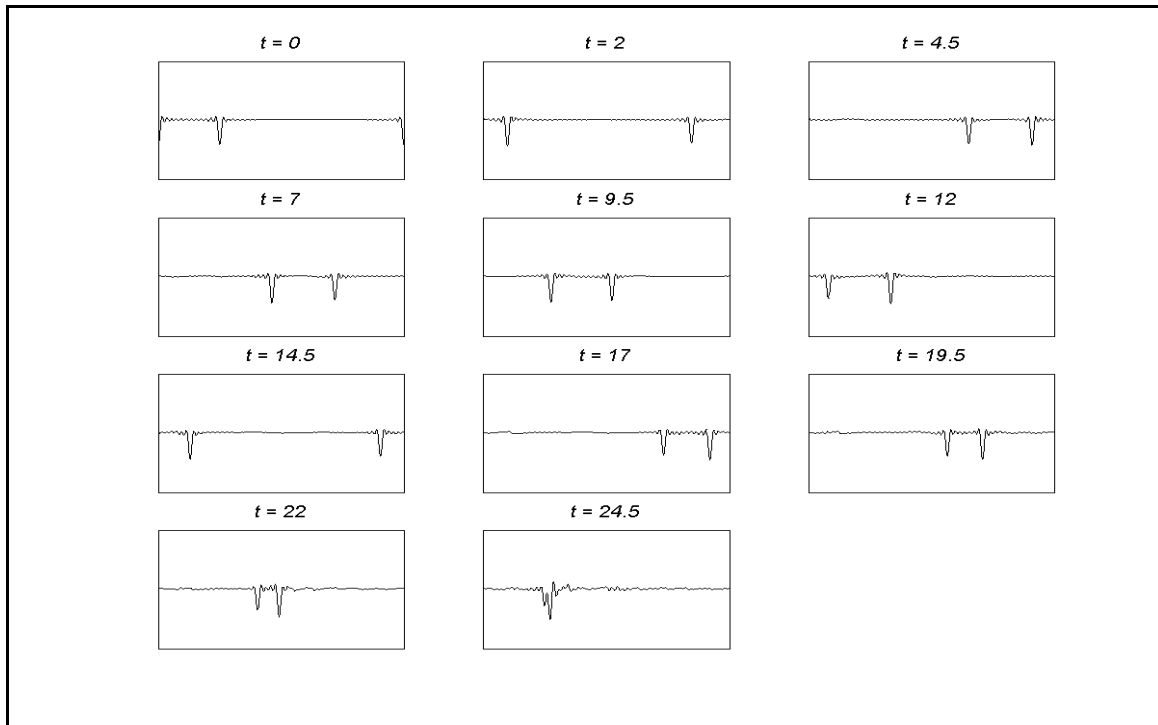 t = 0
t = 2
t = 4.5
t = 7
t = 9.5
t = 12
t = 14.5
t = 17
t = 19.5
t = 22
t = 24.5